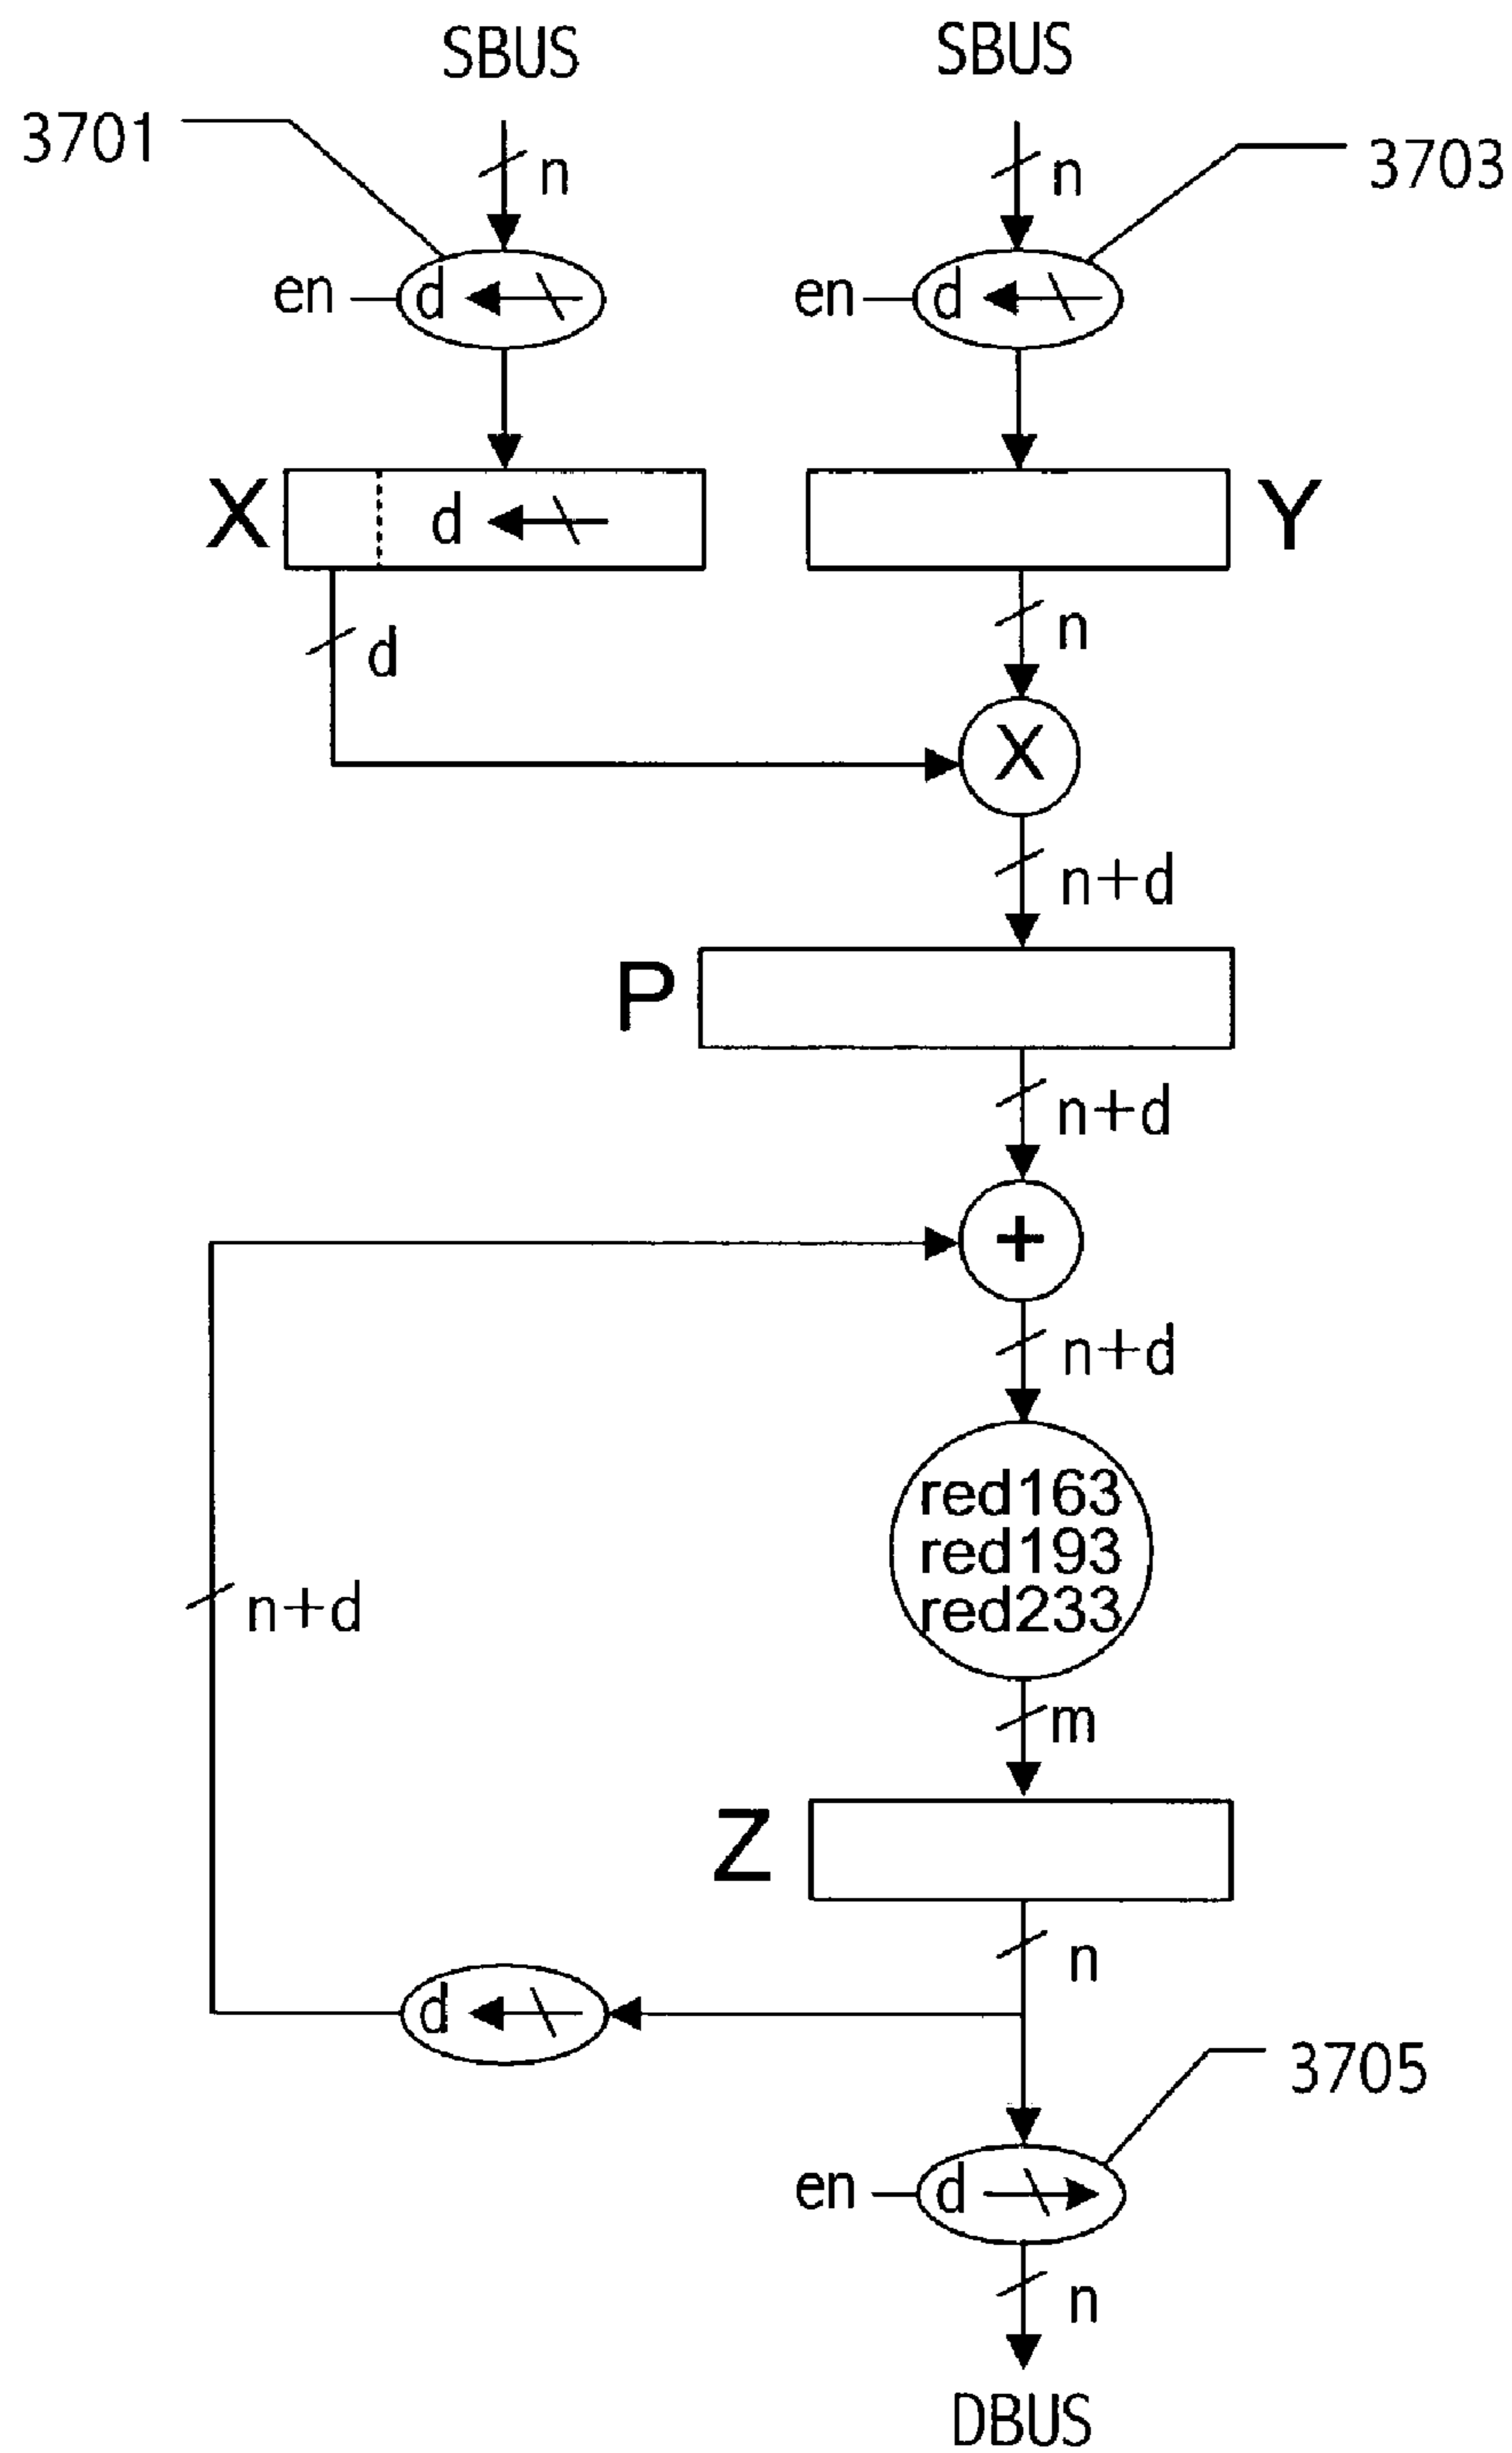 SBUS
SBUS
3701
3703
n
n
en
d
en
d
X
d
Y
d
n
X
n+d
P
n+d
+
n+d
red163
red193
red233
n+d
m
Z
n
d
3705
en
d
n
DBUS